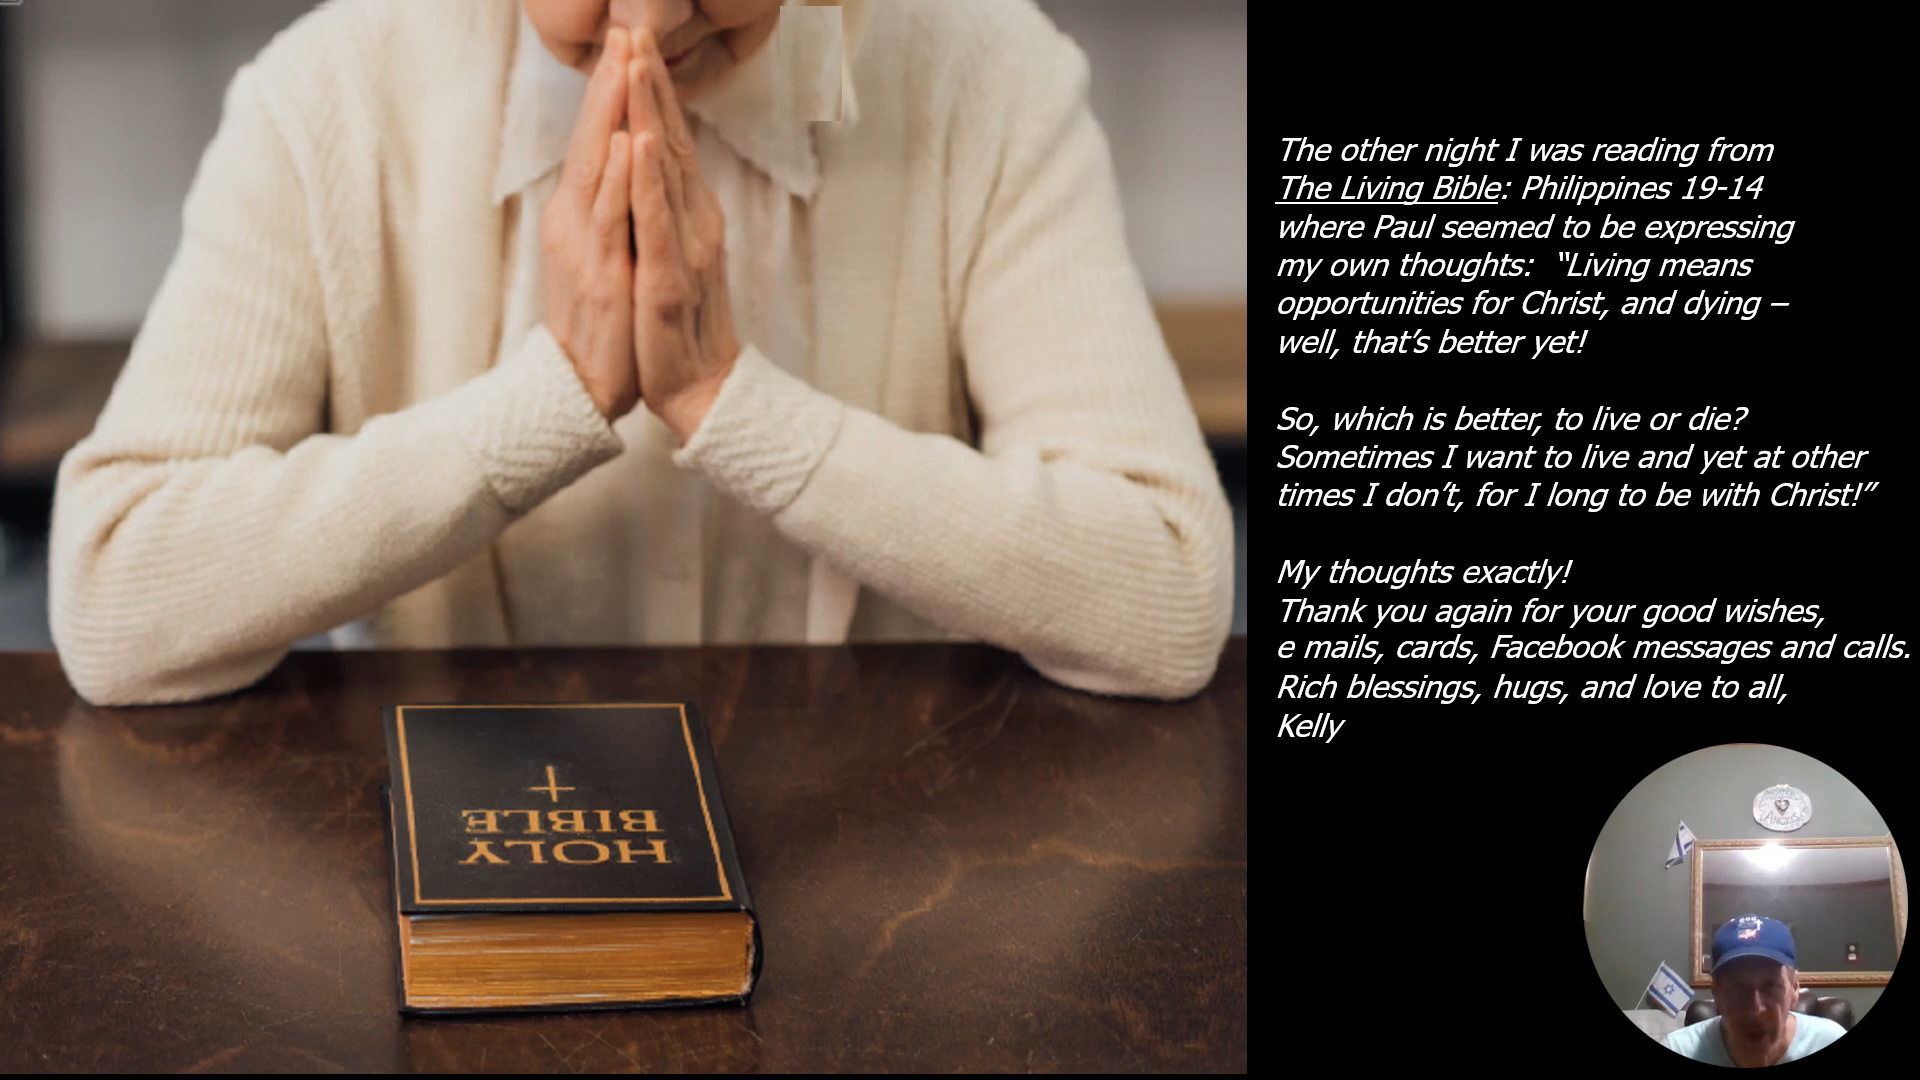 The other night I was reading from
The Living Bible: Philippines 19-14
where Paul seemed to be expressing
my own thoughts:  “Living means
opportunities for Christ, and dying –
well, that’s better yet!
So, which is better, to live or die?
Sometimes I want to live and yet at other
times I don’t, for I long to be with Christ!”
My thoughts exactly!
Thank you again for your good wishes,
e mails, cards, Facebook messages and calls.
Rich blessings, hugs, and love to all,
Kelly
HOLY
BIBLE